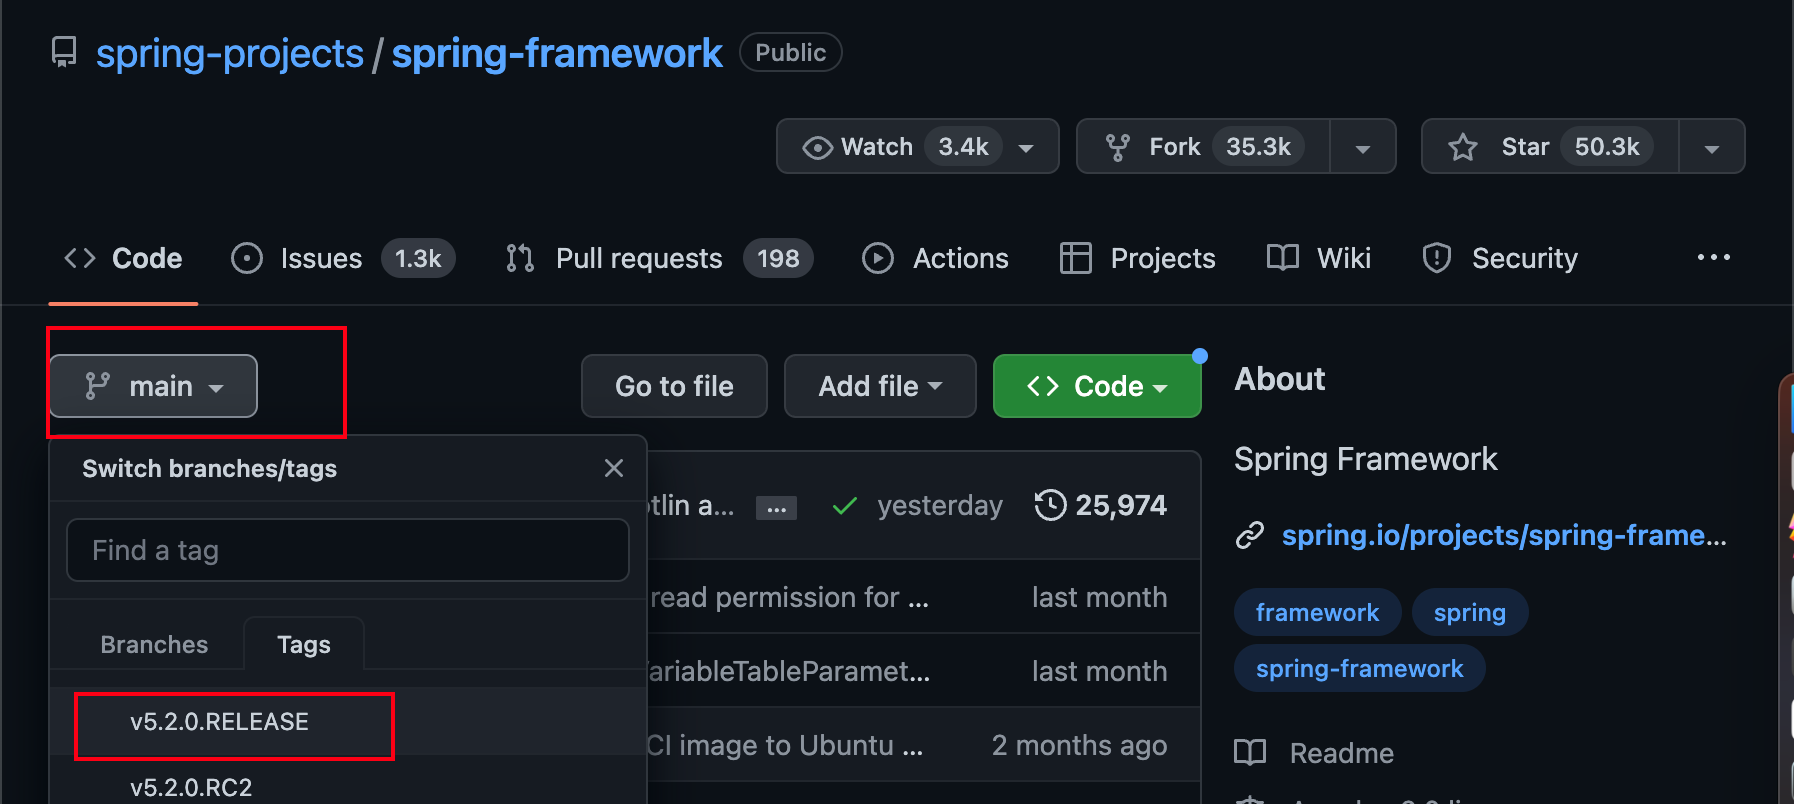 spring-projects / spring-framework Public
Watch 3.4k Fork 35.3k Star 50.3k
Code Issues 1.3k Pull requests 198 Actions Projects Wiki Security ...
main Go to file Add file Code
Switch branches/tags
Find a tag
Branches Tags
v5.2.0.RELEASE
v5.2.0.RC2
a... ... yesterday 25,974
read permission for ... last month
ariableTableParamet... last month
CI image to Ubuntu ... 2 months ago
About
Spring Framework
spring.io/projects/spring-frame...
framework spring
spring-framework
Readme